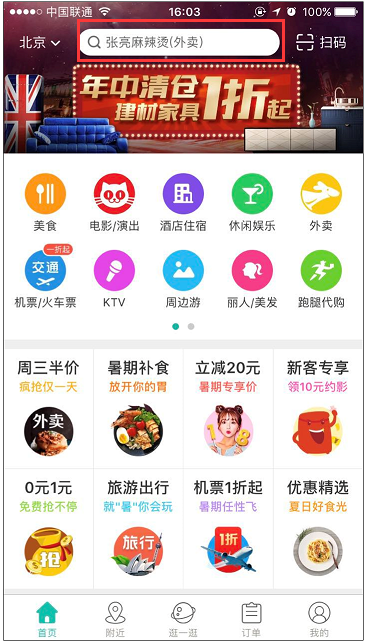 中国联通 16:03 100%
北京 张亮麻辣烫(外卖) 扫码
年中清仓
建材家具1折起
美食 电影/演出 酒店住宿 休闲娱乐 外卖
一折起
交通
机票/火车票 KTV 周边游 丽人/美发 跑腿代购
周三半价 暑期补食 立减20元 新客专享
疯抢仅一天 放开你的胃 暑期专享价 领10元约影
外卖 18
0元1元 旅游出行 机票1折起 优惠精选
免费抢不停 就"暑"你会玩 暑期任性飞 夏日好食光
抢 旅行 1折
首页 附近 逛一逛 订单 我的